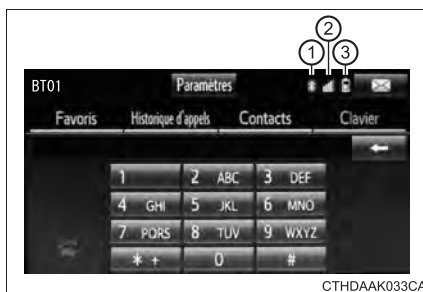 2
1 3
BT01 Paramètres
Favoris Historique d'appels Contacts Clavier
1 2 ABC 3 DEF
4 GHI 5 JKL 6 MNO
7 PQRS 8 TUV 9 WXYZ
* + 0 #
CTHDAAK033CA